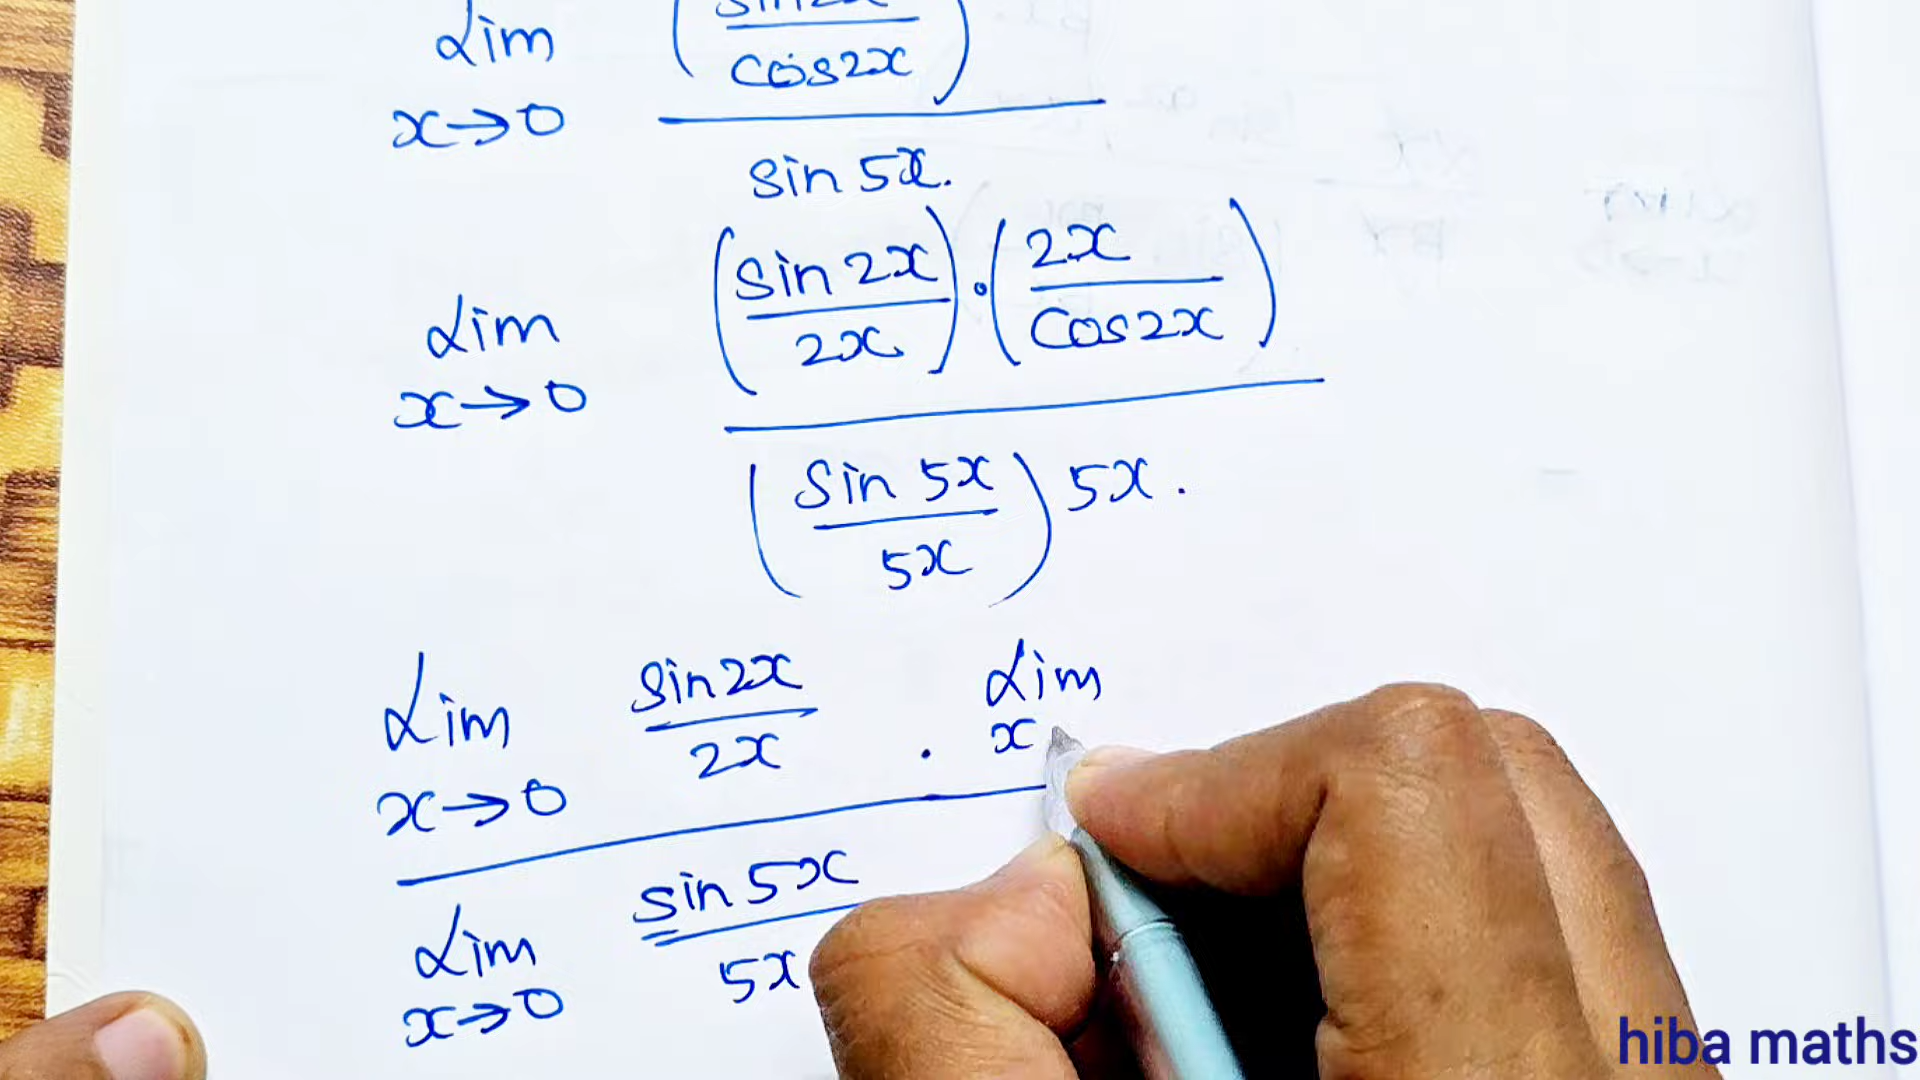 Lim (sin2x / cos2x)
x→0 sin 5x.
Lim (sin 2x / 2x) · (2x / cos2x)
x→0 (sin 5x / 5x) 5x.
Lim sin2x / 2x . Lim
x→0 x
Lim sin 5x / 5x
x→0
hiba maths